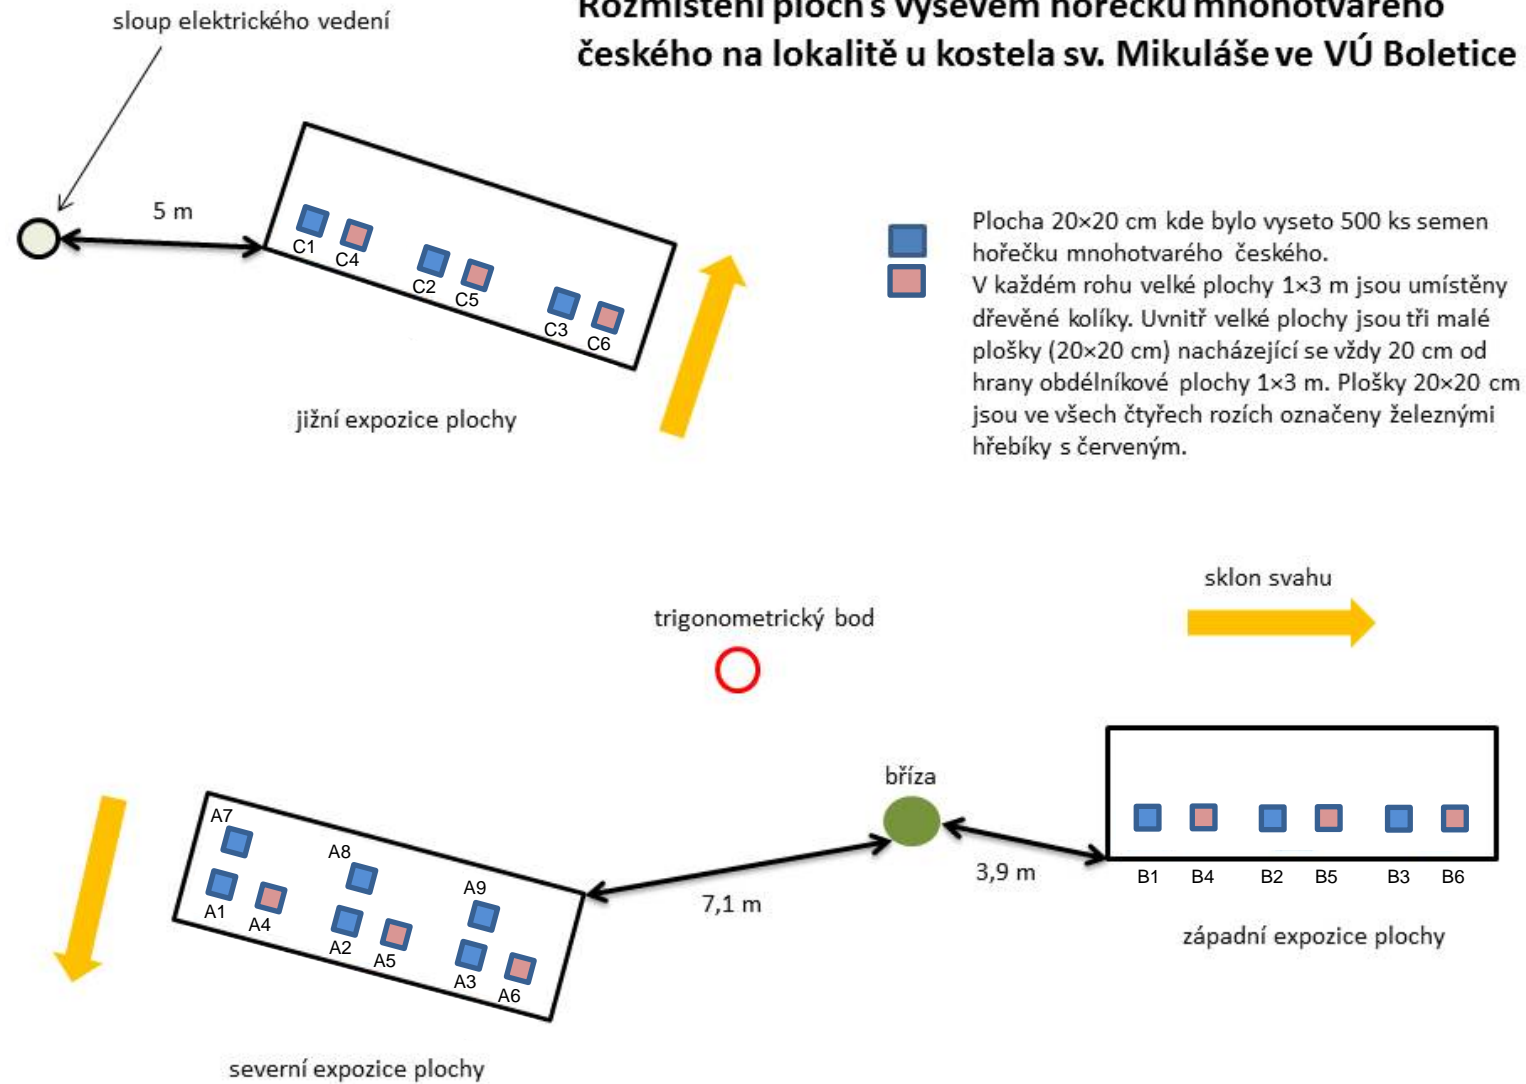 Rozmístění ploch s výsevem hořečku mnohotvarého
českého na lokalitě u kostela sv. Mikuláše ve VÚ Boletice
sloup elektrického vedení
5 m
C1
C4
C2
C5
C3
C6
jižní expozice plochy
Plocha 20×20 cm kde bylo vyseto 500 ks semen
hořečku mnohotvarého českého.
V každém rohu velké plochy 1×3 m jsou umístěny
dřevěné kolíky. Uvnitř velké plochy jsou tři malé
plošky (20×20 cm) nacházející se vždy 20 cm od
hrany obdélníkové plochy 1×3 m. Plošky 20×20 cm
jsou ve všech čtyřech rozích označeny železnými
hřebíky s červeným.
sklon svahu
trigonometrický bod
bříza
3,9 m
7,1 m
B1
B4
B2
B5
B3
B6
západní expozice plochy
A7
A8
A9
A1
A4
A2
A5
A3
A6
severní expozice plochy